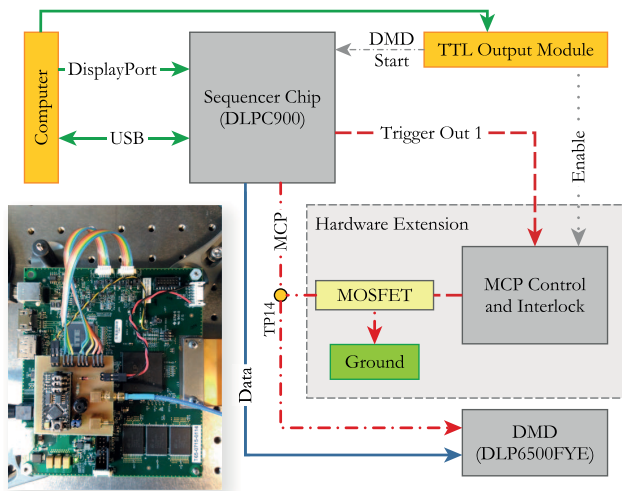 Computer
DisplayPort
USB
Sequencer Chip
(DLPC900)
DMD
Start
TTL Output Module
Trigger Out 1
Enable
MCP
Hardware Extension
MOSFET
MCP Control
and Interlock
TP14
Ground
Data
DMD
(DLP6500FYE)